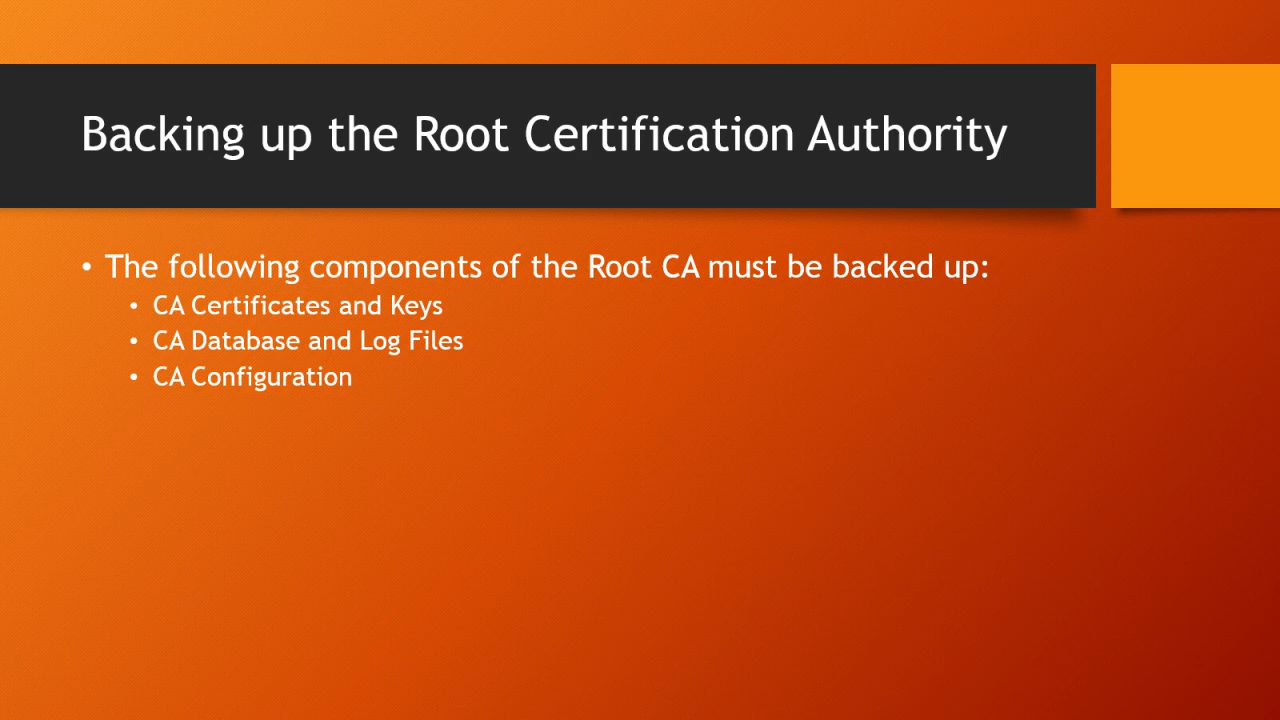 Backing up the Root Certification Authority
• The following components of the Root CA must be backed up:
• CA Certificates and Keys
• CA Database and Log Files
• CA Configuration